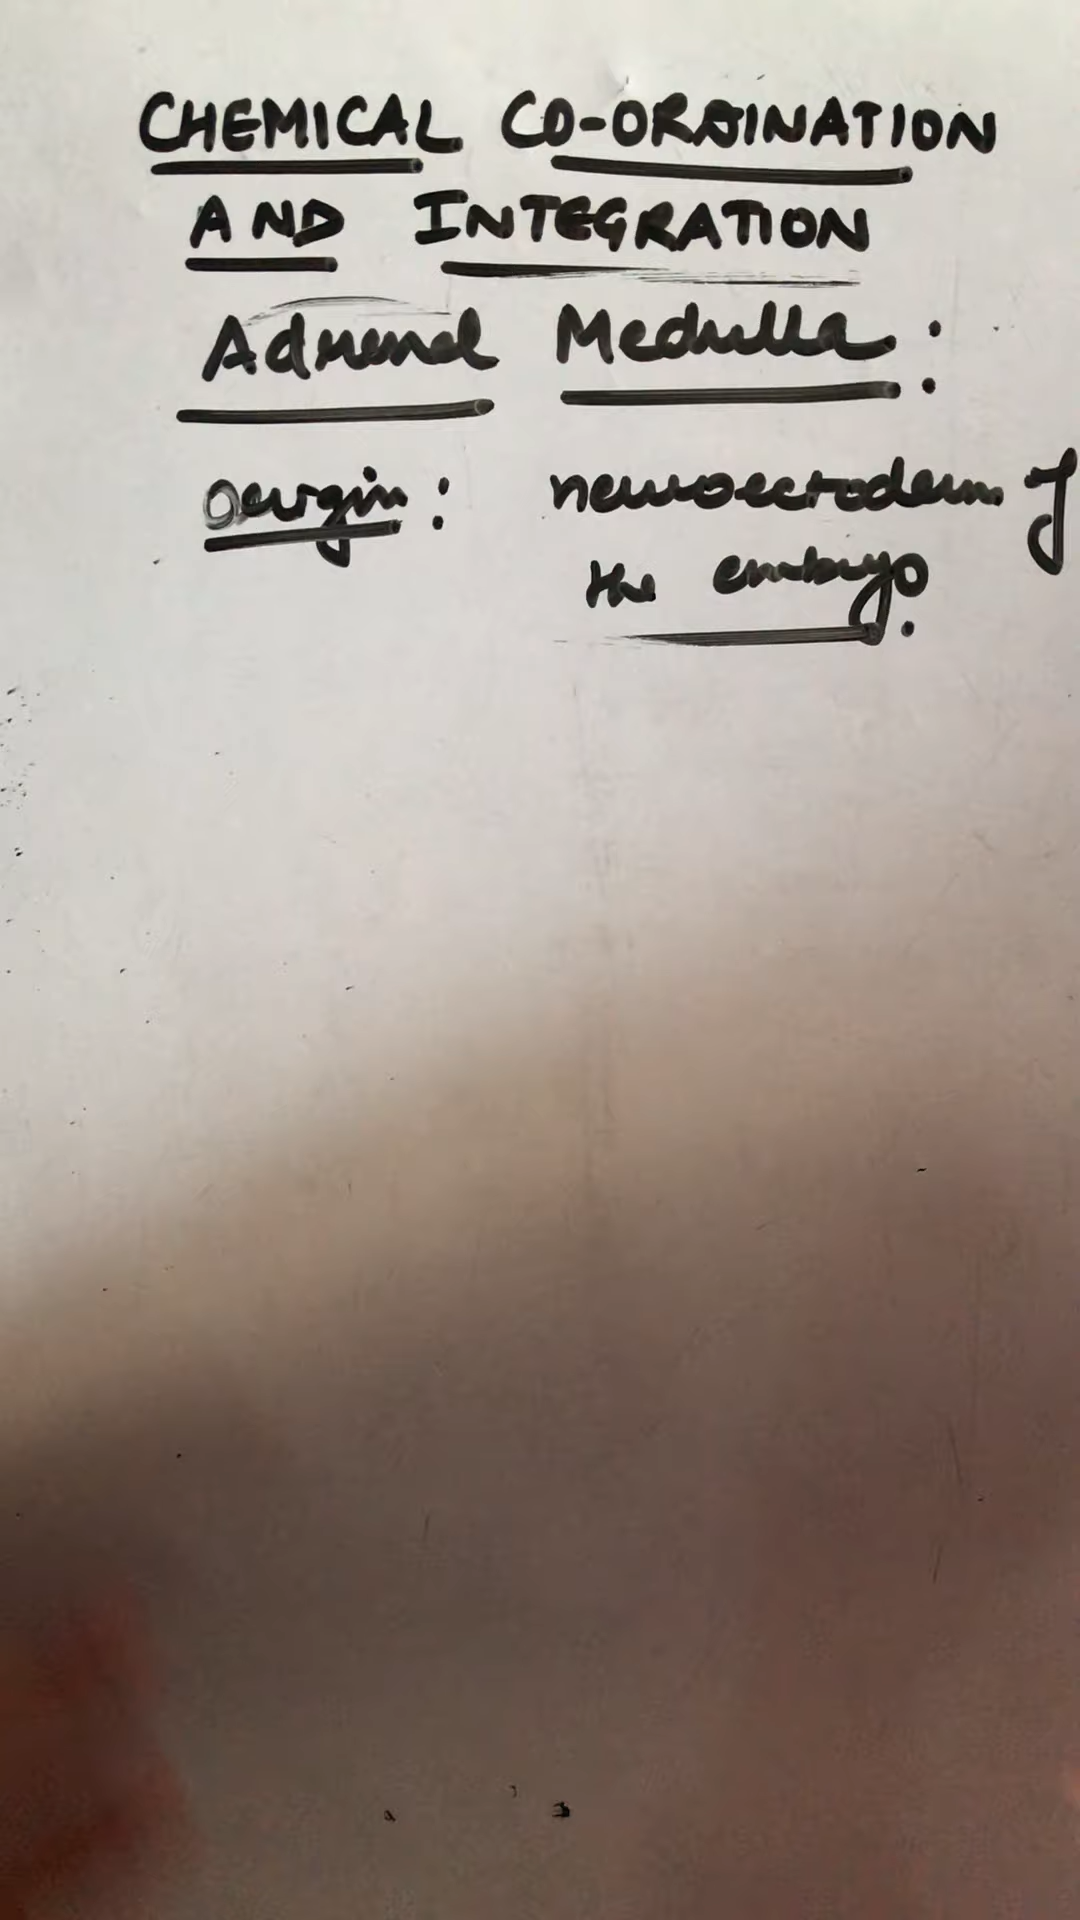 CHEMICAL CO-ORDINATION
AND INTEGRATION
Adrenal Medulla :
Origin : neuroectoderm of
the embryo.